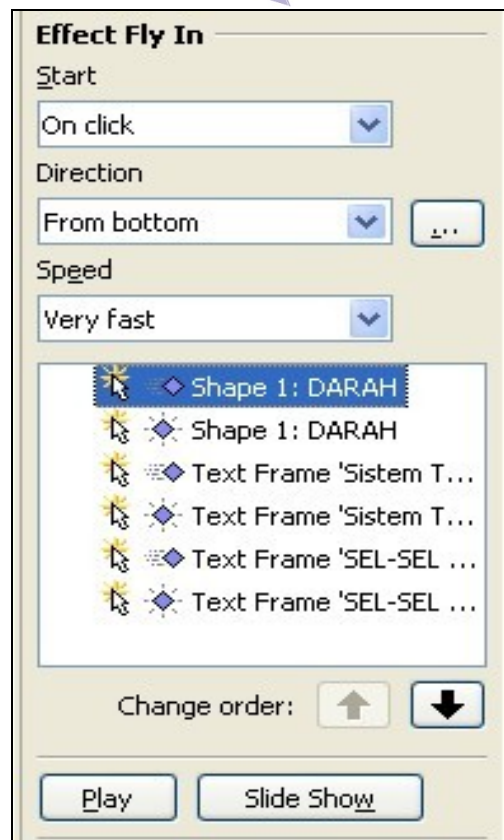 Effect Fly In
Start
On click
Direction
From bottom
...
Speed
Very fast
Shape 1: DARAH
Shape 1: DARAH
Text Frame 'Sistem T...
Text Frame 'Sistem T...
Text Frame 'SEL-SEL ...
Text Frame 'SEL-SEL ...
Change order:
Play Slide Show